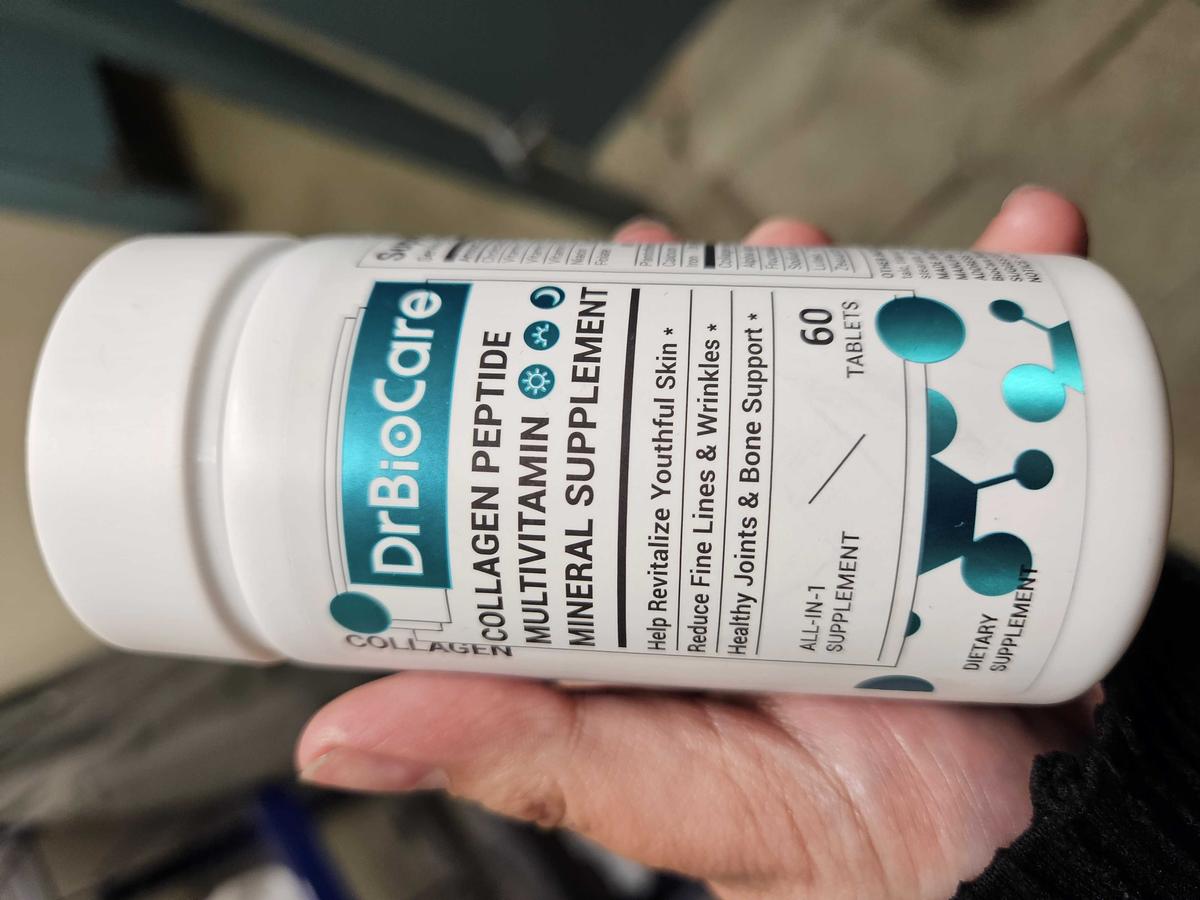 DrBioCare
COLLAGEN PEPTIDE
MULTIVITAMIN
MINERAL SUPPLEMENT
Help Revitalize Youthful Skin *
Reduce Fine Lines & Wrinkles *
Healthy Joints & Bone Support *
ALL-IN-1
SUPPLEMENT
60
TABLETS
DIETARY
SUPPLEMENT
COLLAGEN